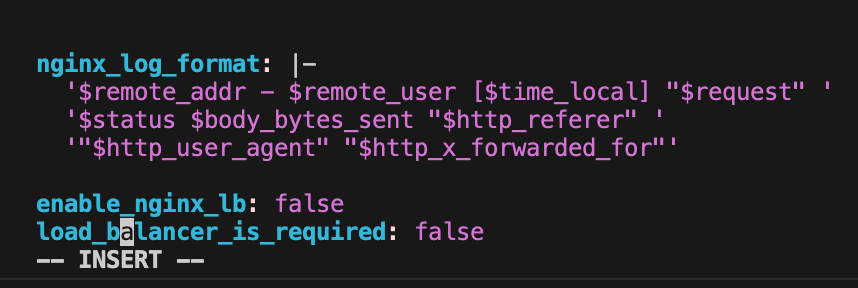 nginx_log_format: |-
  '$remote_addr - $remote_user [$time_local] "$request" '
  '$status $body_bytes_sent "$http_referer" '
  '"$http_user_agent" "$http_x_forwarded_for"'
enable_nginx_lb: false
load_balancer_is_required: false
-- INSERT --